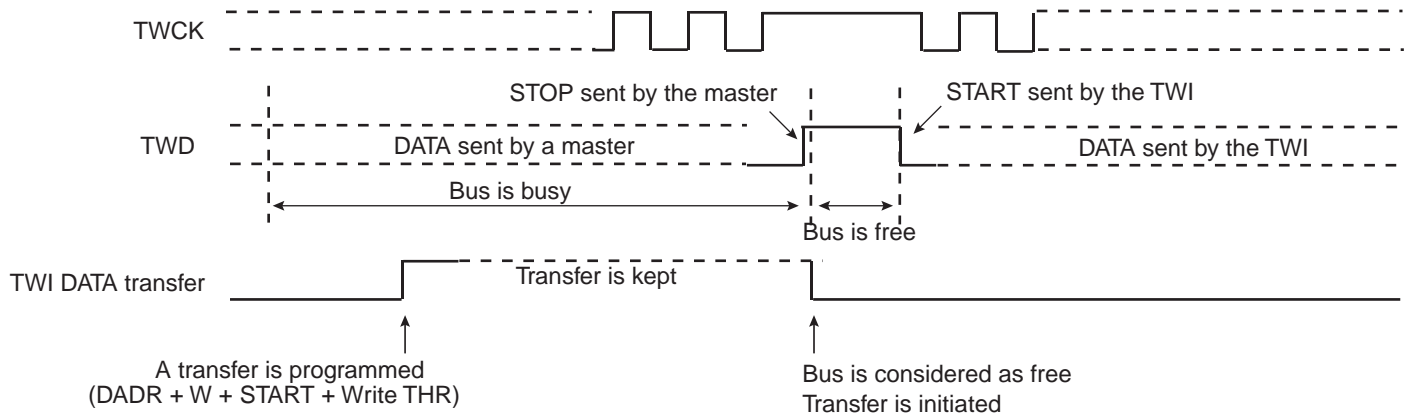 TWCK
STOP sent by the master
START sent by the TWI
TWD
DATA sent by a master
DATA sent by the TWI
Bus is busy
Bus is free
TWI DATA transfer
Transfer is kept
A transfer is programmed
(DADR + W + START + Write THR)
Bus is considered as free
Transfer is initiated